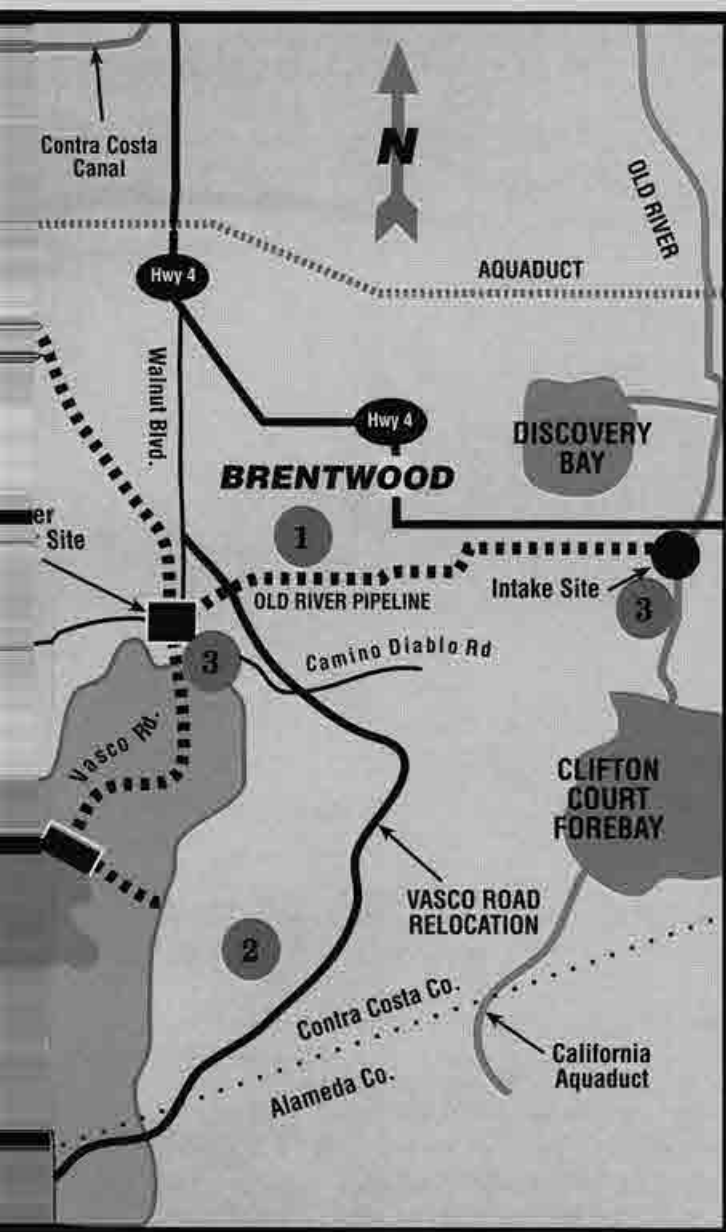 Contra Costa
Canal
N
OLD RIVER
Hwy 4
AQUADUCT
Walnut Blvd.
Hwy 4
DISCOVERY
BAY
BRENTWOOD
er
Site
1
Intake Site
OLD RIVER PIPELINE
3
3
Camino Diablo Rd
Vasco Rd.
CLIFTON
COURT
FOREBAY
VASCO ROAD
RELOCATION
2
Contra Costa Co.
Alameda Co.
California
Aquaduct